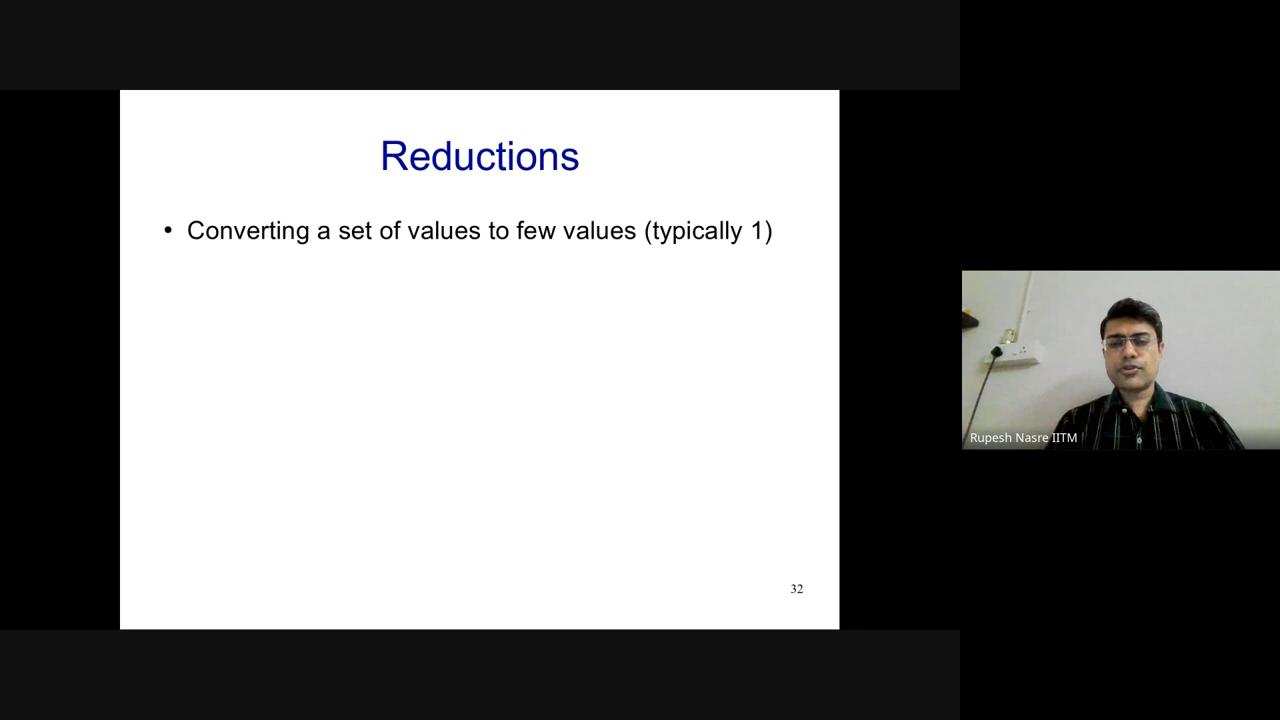 Reductions
• Converting a set of values to few values (typically 1)
32
Rupesh Nasre IITM